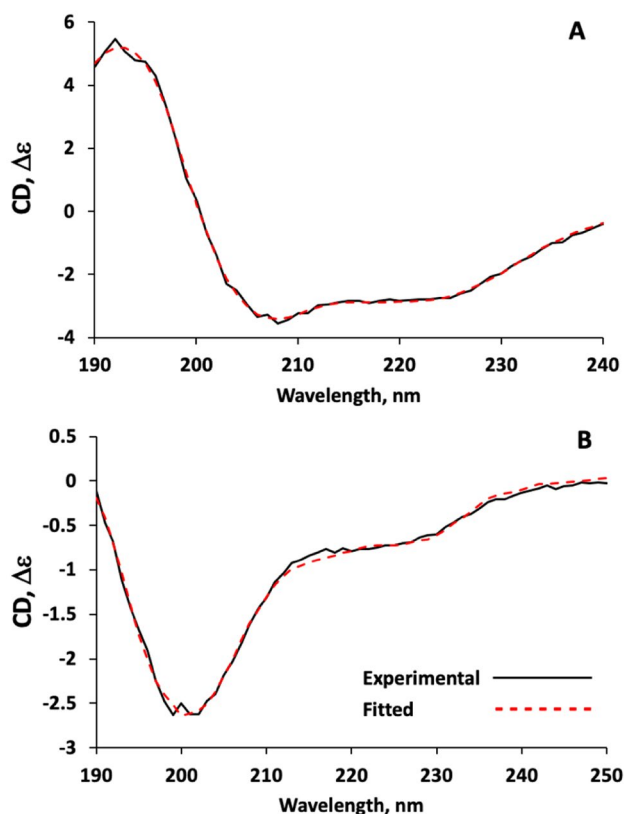 A
6
4
2
0
-2
-4
CD, Δε
190 200 210 220 230 240
Wavelength, nm
B
0.5
0
-0.5
-1
-1.5
-2
-2.5
-3
CD, Δε
Experimental
Fitted
190 200 210 220 230 240 250
Wavelength, nm